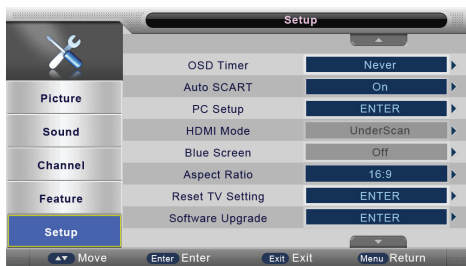 Setup
OSD Timer Never
Auto SCART On
PC Setup ENTER
HDMI Mode UnderScan
Blue Screen Off
Aspect Ratio 16:9
Reset TV Setting ENTER
Software Upgrade ENTER
Picture
Sound
Channel
Feature
Setup
Move Enter Enter Exit Exit Menu Return